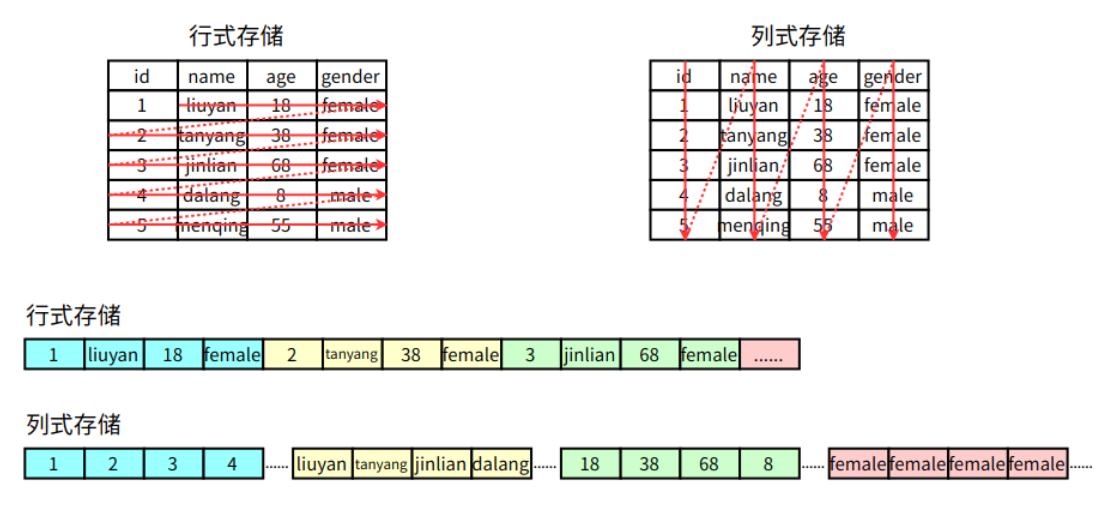 行式存储
id name age gender
1 liuyan 18 female
2 tanyang 38 female
3 jinlian 68 female
4 dalang 8 male
5 menqing 55 male
列式存储
id name age gender
1 liuyan 18 female
2 tanyang 38 female
3 jinlian 68 female
4 dalang 8 male
5 menqing 55 male
行式存储
1 liuyan 18 female 2 tanyang 38 female 3 jinlian 68 female ......
列式存储
1 2 3 4 ...... liuyan tanyang jinlian dalang ...... 18 38 68 8 ...... female female female female ......